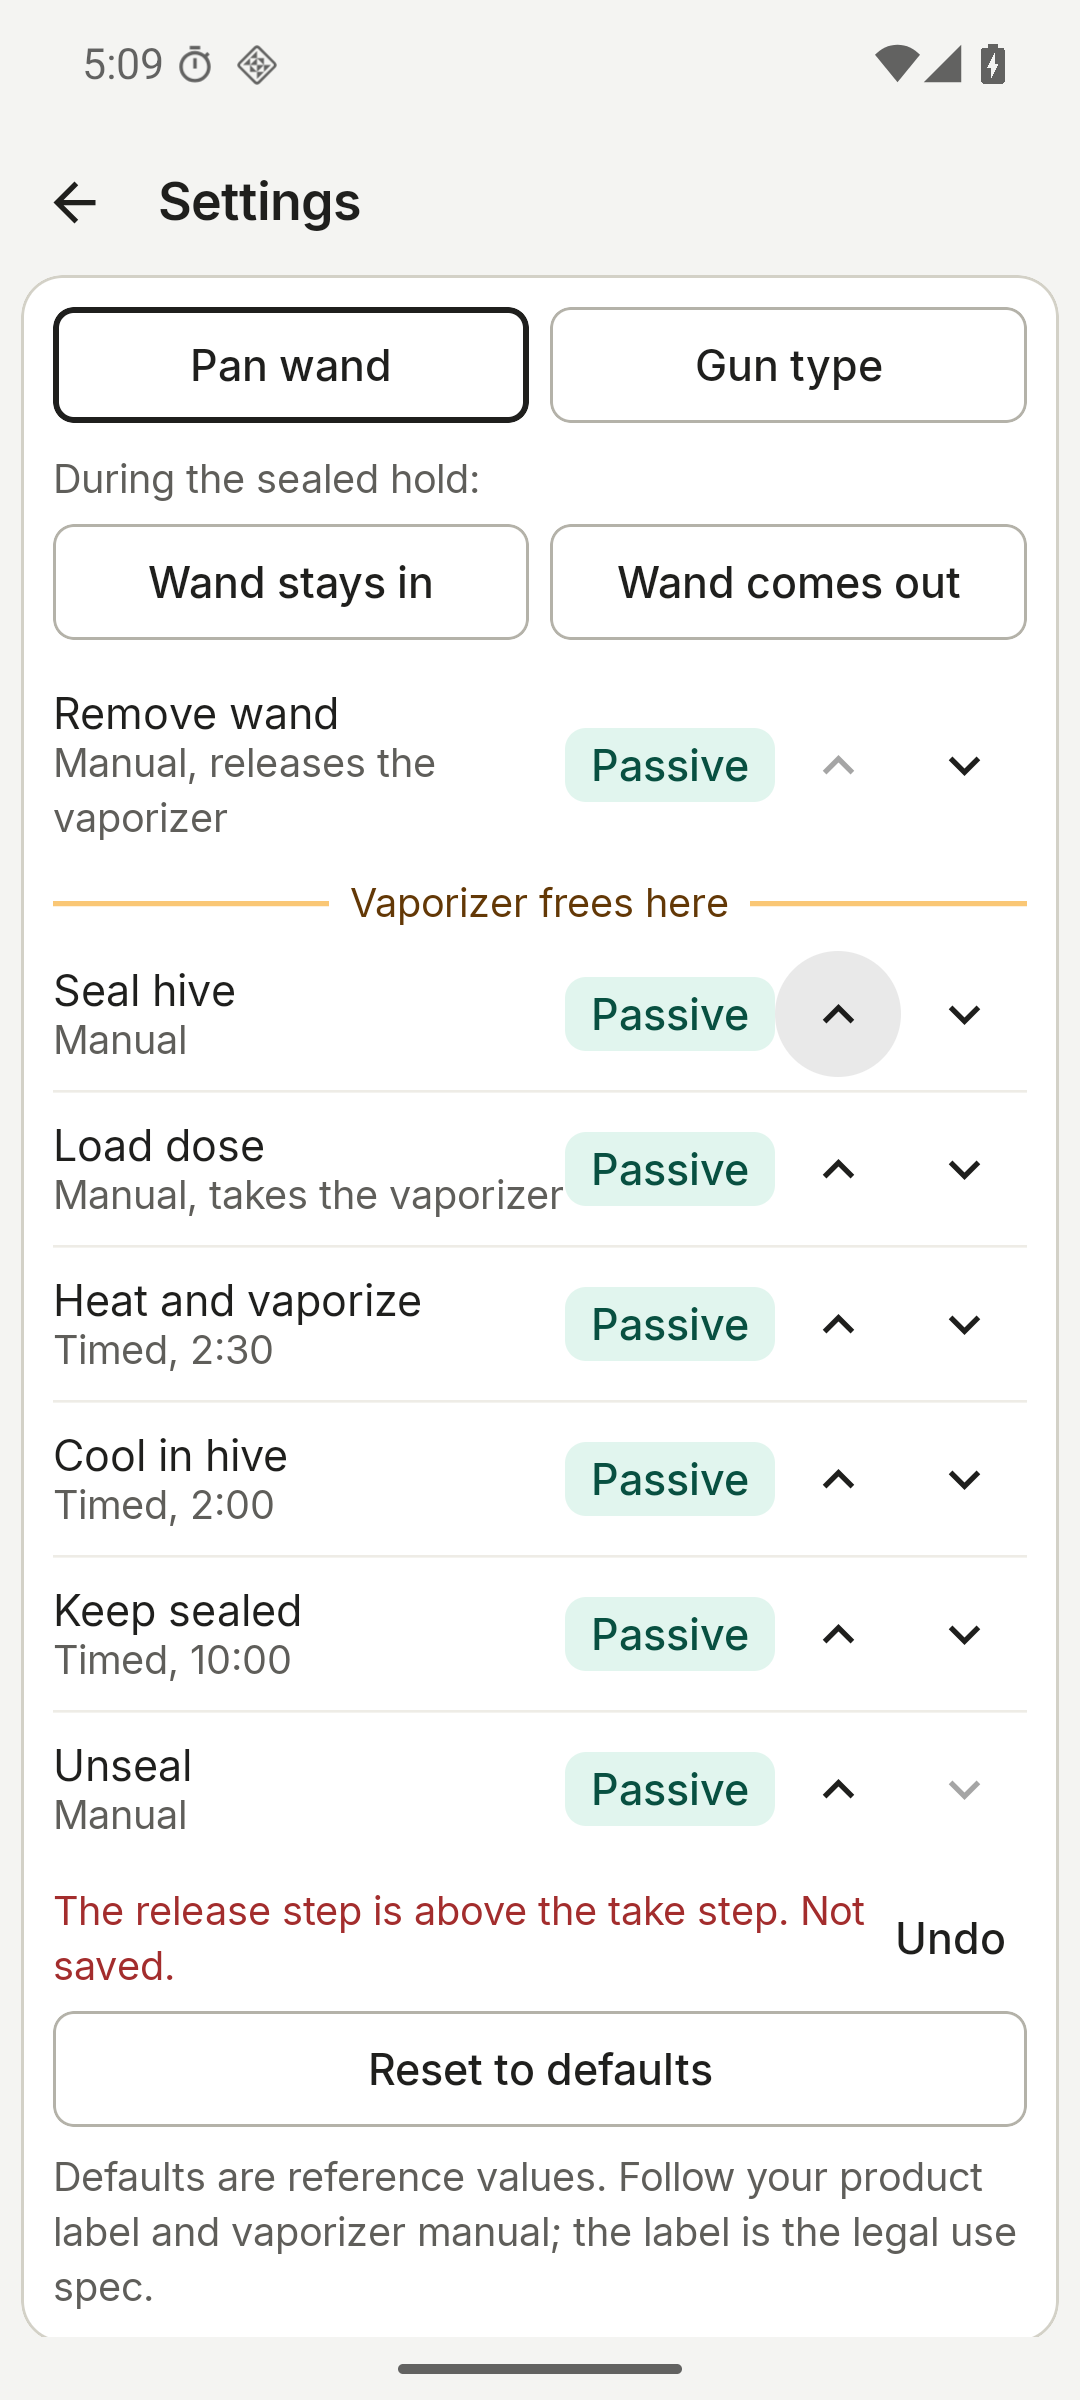 5:09
Settings
Pan wand
Gun type
During the sealed hold:
Wand stays in
Wand comes out
Remove wand
Manual, releases the
vaporizer
Passive
Vaporizer frees here
Seal hive
Manual
Passive
Load dose
Manual, takes the vaporizer
Passive
Heat and vaporize
Timed, 2:30
Passive
Cool in hive
Timed, 2:00
Passive
Keep sealed
Timed, 10:00
Passive
Unseal
Manual
Passive
The release step is above the take step. Not
saved.
Undo
Reset to defaults
Defaults are reference values. Follow your product
label and vaporizer manual; the label is the legal use
spec.